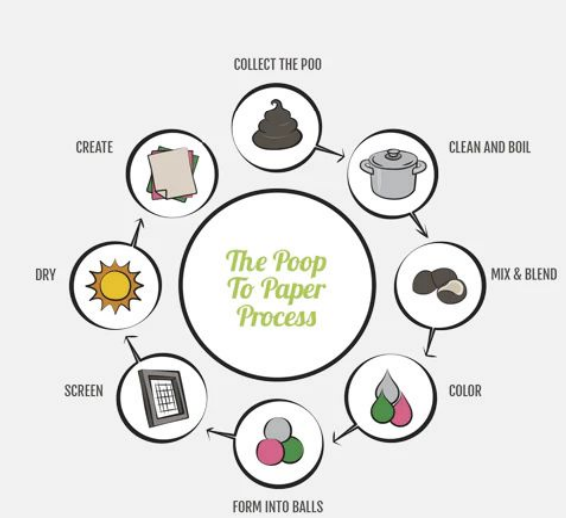 COLLECT THE POO
CLEAN AND BOIL
MIX & BLEND
COLOR
FORM INTO BALLS
SCREEN
DRY
CREATE
The Poop
To Paper
Process